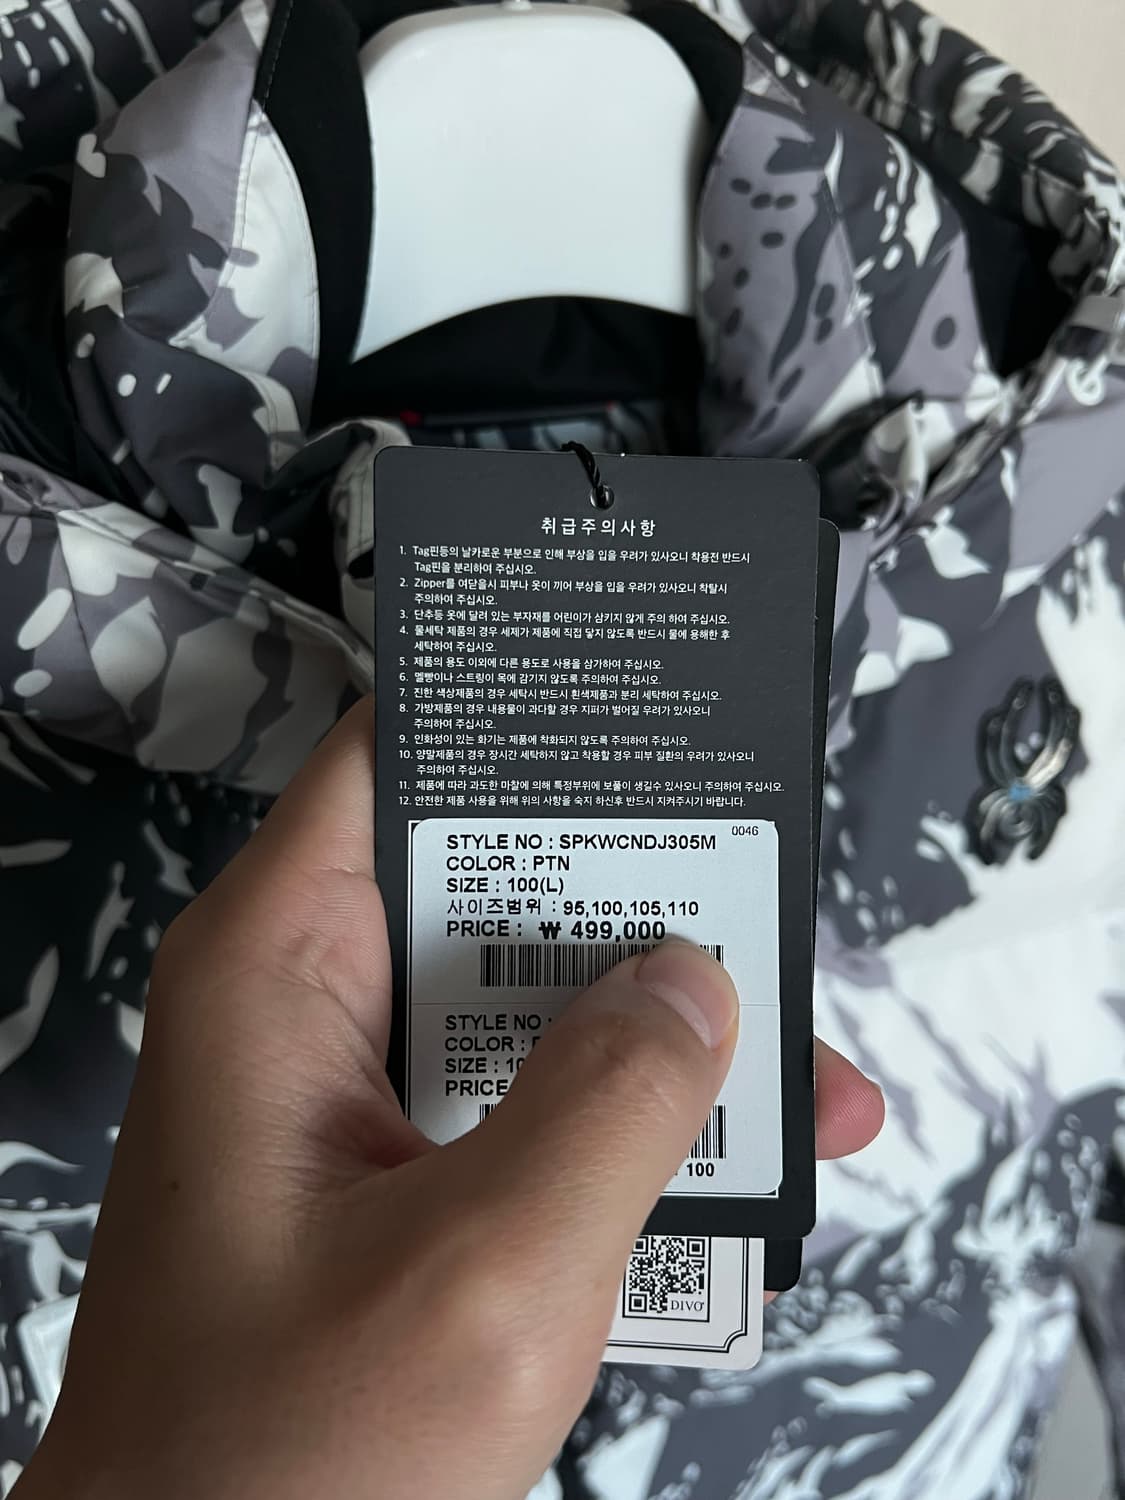 취급주의사항
1. Tag핀등의 날카로운 부분으로 인해 부상을 입을 우려가 있사오니 착용전 반드시
Tag핀을 분리하여 주십시오.
2. Zipper를 여닫을시 피부나 옷이 끼어 부상을 입을 우려가 있사오니 착탈시
주의하여 주십시오.
3. 단추등 옷에 달려 있는 부자재를 어린이가 삼키지 않게 주의 하여 주십시오.
4. 물세탁 제품의 경우 세제가 제품에 직접 닿지 않도록 반드시 물에 용해한 후
세탁하여 주십시오.
5. 제품의 용도 이외에 다른 용도로 사용을 삼가하여 주십시오.
6. 멜빵이나 스트링이 목에 감기지 않도록 주의하여 주십시오.
7. 진한 색상제품의 경우 세탁시 반드시 흰색제품과 분리 세탁하여 주십시오.
8. 가방제품의 경우 내용물이 과다할 경우 지퍼가 벌어질 우려가 있사오니
주의하여 주십시오.
9. 인화성이 있는 화기는 제품에 착화되지 않도록 주의하여 주십시오.
10. 양말제품의 경우 장시간 세탁하지 않고 착용할 경우 피부 질환의 우려가 있사오니
주의하여 주십시오.
11. 제품에 따라 과도한 마찰에 의해 특정부위에 보풀이 생길수 있사오니 주의하여 주십시오.
12. 안전한 제품 사용을 위해 위의 사항을 숙지 하신후 반드시 지켜주시기 바랍니다.
0046
STYLE NO : SPKWCNDJ305M
COLOR : PTN
SIZE : 100(L)
사이즈범위 : 95,100,105,110
PRICE : ₩ 499,000
STYLE NO :
COLOR :
SIZE : 10
PRICE
100
DIVO